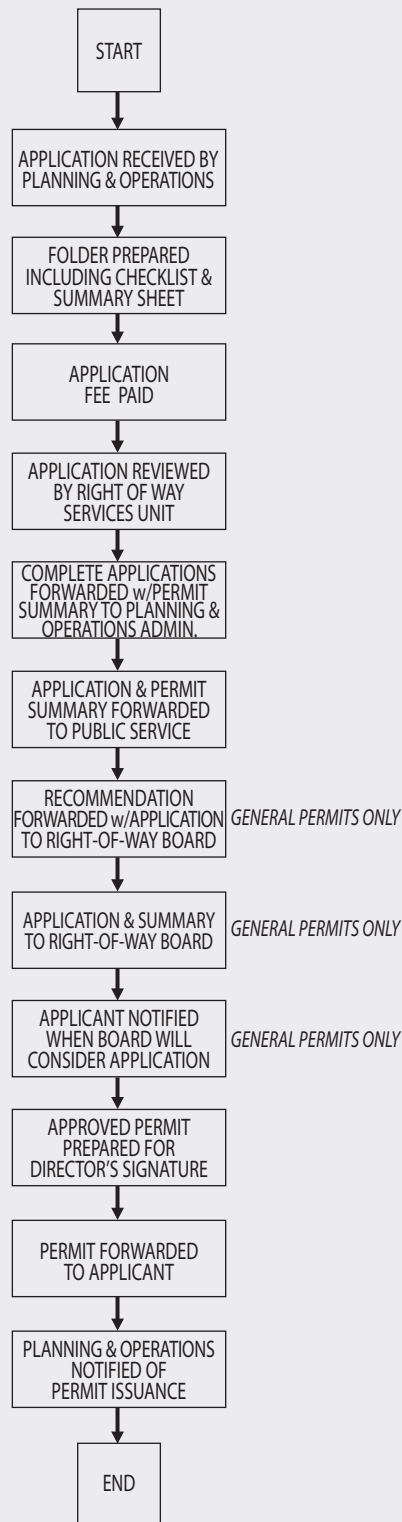 START
APPLICATION RECEIVED BY
PLANNING & OPERATIONS
FOLDER PREPARED
INCLUDING CHECKLIST &
SUMMARY SHEET
APPLICATION
FEE PAID
APPLICATION REVIEWED
BY RIGHT OF WAY
SERVICES UNIT
COMPLETE APPLICATIONS
FORWARDED w/PERMIT
SUMMARY TO PLANNING &
OPERATIONS ADMIN.
APPLICATION & PERMIT
SUMMARY FORWARDED
TO PUBLIC SERVICE
RECOMMENDATION
FORWARDED w/APPLICATION
TO RIGHT-OF-WAY BOARD
GENERAL PERMITS ONLY
APPLICATION & SUMMARY
TO RIGHT-OF-WAY BOARD
GENERAL PERMITS ONLY
APPLICANT NOTIFIED
WHEN BOARD WILL
CONSIDER APPLICATION
GENERAL PERMITS ONLY
APPROVED PERMIT
PREPARED FOR
DIRECTOR'S SIGNATURE
PERMIT FORWARDED
TO APPLICANT
PLANNING & OPERATIONS
NOTIFIED OF
PERMIT ISSUANCE
END